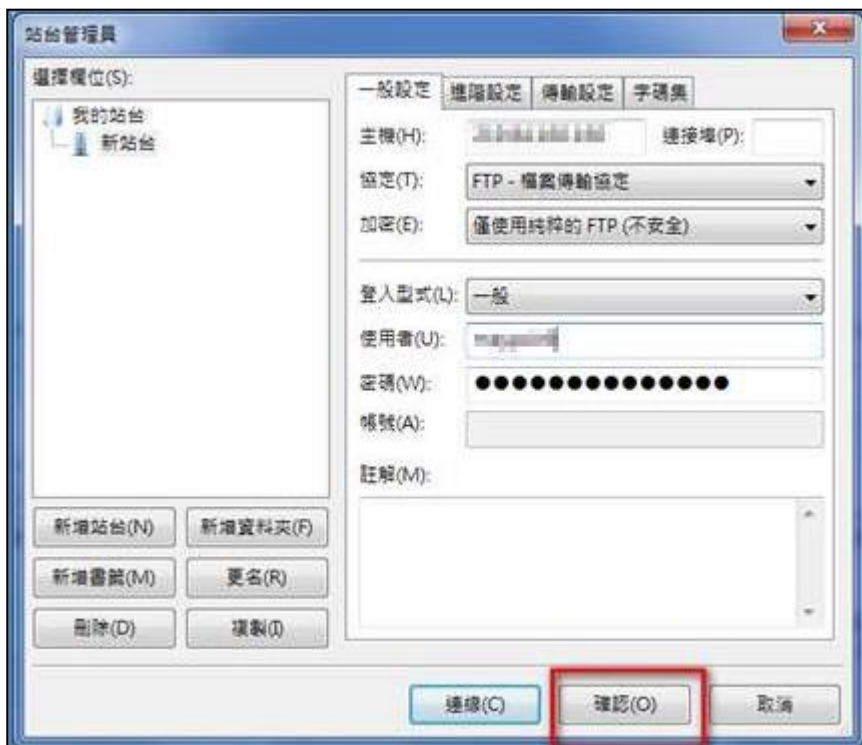 站台管理員
選擇欄位(S):
我的站台
新站台
新增站台(N)
新增資料夾(F)
新增書籤(M)
更名(R)
刪除(D)
複製(I)
一般設定
進階設定
傳輸設定
字碼集
主機(H):
連接埠(P):
協定(T):
FTP - 檔案傳輸協定
加密(E):
僅使用純粹的 FTP (不安全)
登入型式(L):
一般
使用者(U):
密碼(W):
●●●●●●●●●●●●●●
帳號(A):
註解(M):
連線(C)
確認(O)
取消